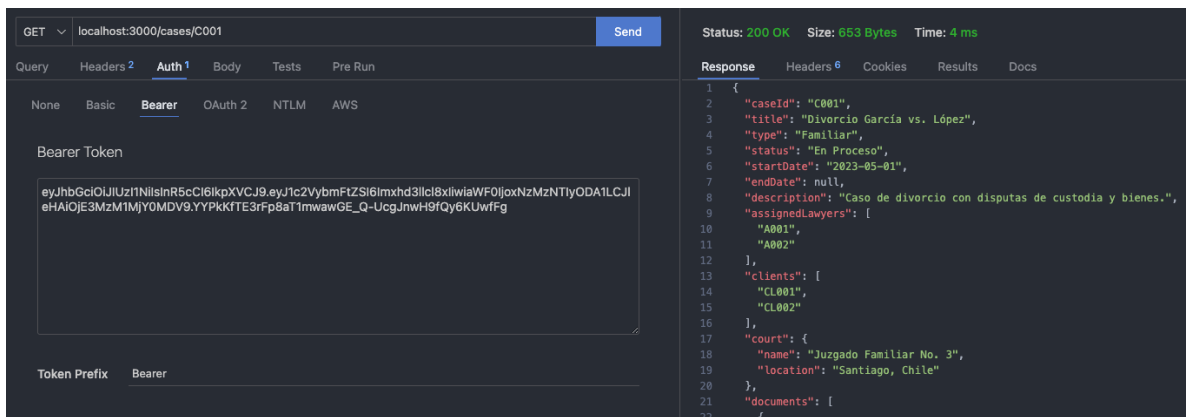 GET localhost:3000/cases/C001 Send
Query Headers 2 Auth 1 Body Tests Pre Run
None Basic Bearer OAuth 2 NTLM AWS
Bearer Token
eyJhbGciOiJIUzI1NiIsInR5cCI6IkpXVCJ9.eyJ1c2VybmFtZSI6Imxhd3llcl8xIiwiaWF0IjoxNzMzNTIyODA1LCJl
eHAiOjE3MzM1MjY0MDV9.YYPkKfTE3rFp8aT1mwawGE_Q-UcgJnwH9fQy6KUwfFg
Token Prefix Bearer
Status: 200 OK Size: 653 Bytes Time: 4 ms
Response Headers 6 Cookies Results Docs
1 {
2 "caseId": "C001",
3 "title": "Divorcio García vs. López",
4 "type": "Familiar",
5 "status": "En Proceso",
6 "startDate": "2023-05-01",
7 "endDate": null,
8 "description": "Caso de divorcio con disputas de custodia y bienes.",
9 "assignedLawyers": [
10 "A001",
11 "A002"
12 ],
13 "clients": [
14 "CL001",
15 "CL002"
16 ],
17 "court": {
18 "name": "Juzgado Familiar No. 3",
19 "location": "Santiago, Chile"
20 },
21 "documents": [
22 {